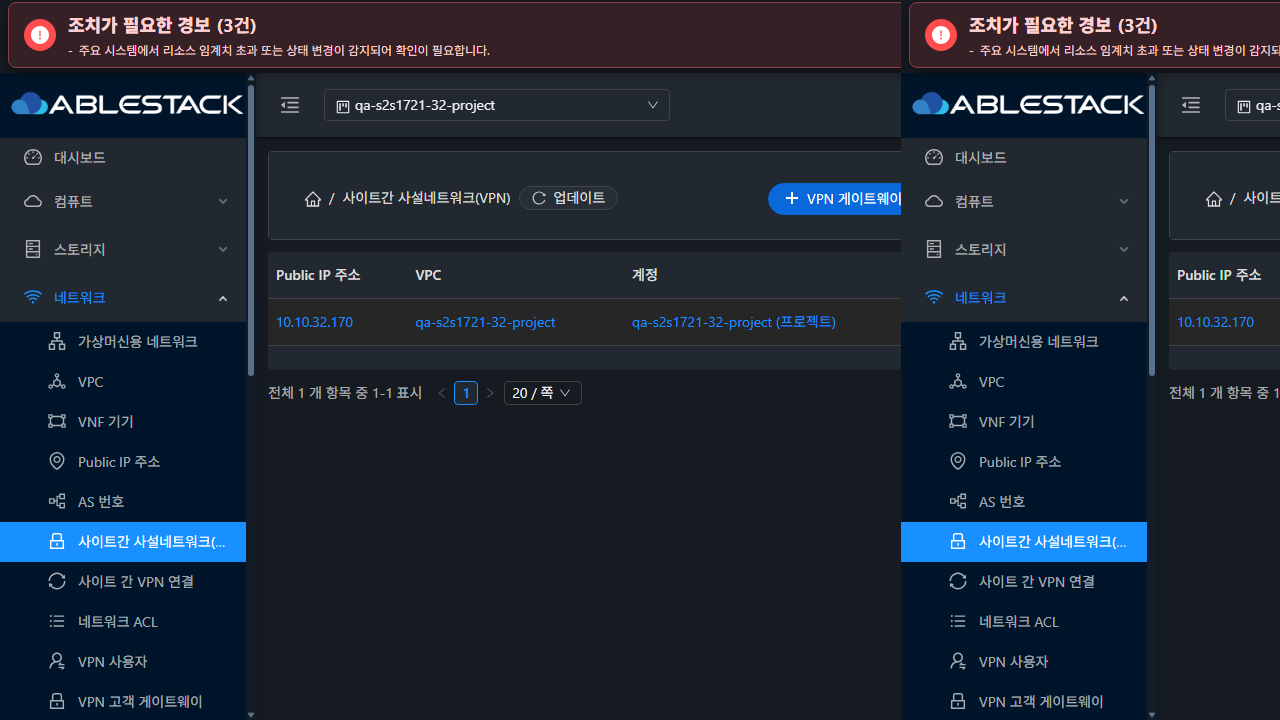 조치가 필요한 경보 (3건)
- 주요 시스템에서 리소스 임계치 초과 또는 상태 변경이 감지되어 확인이 필요합니다.
ABLESTACK
qa-s2s1721-32-project
대시보드
컴퓨트
스토리지
네트워크
가상머신용 네트워크
VPC
VNF 기기
Public IP 주소
AS 번호
사이트간 사설네트워크(...
사이트 간 VPN 연결
네트워크 ACL
VPN 사용자
VPN 고객 게이트웨이
/ 사이트간 사설네트워크(VPN)
업데이트
+ VPN 게이트웨이
Public IP 주소 VPC 계정
10.10.32.170 qa-s2s1721-32-project qa-s2s1721-32-project (프로젝트)
전체 1 개 항목 중 1-1 표시 < 1 > 20 / 쪽
조치가 필요한 경보 (3건)
- 주요 시스템에서 리소스 임계치 초과 또는 상태 변경이 감지되
ABLESTACK
qa-s
대시보드
컴퓨트
스토리지
네트워크
가상머신용 네트워크
VPC
VNF 기기
Public IP 주소
AS 번호
사이트간 사설네트워크(...
사이트 간 VPN 연결
네트워크 ACL
VPN 사용자
VPN 고객 게이트웨이
/ 사이트
Public IP 주소
10.10.32.170
전체 1 개 항목 중 1